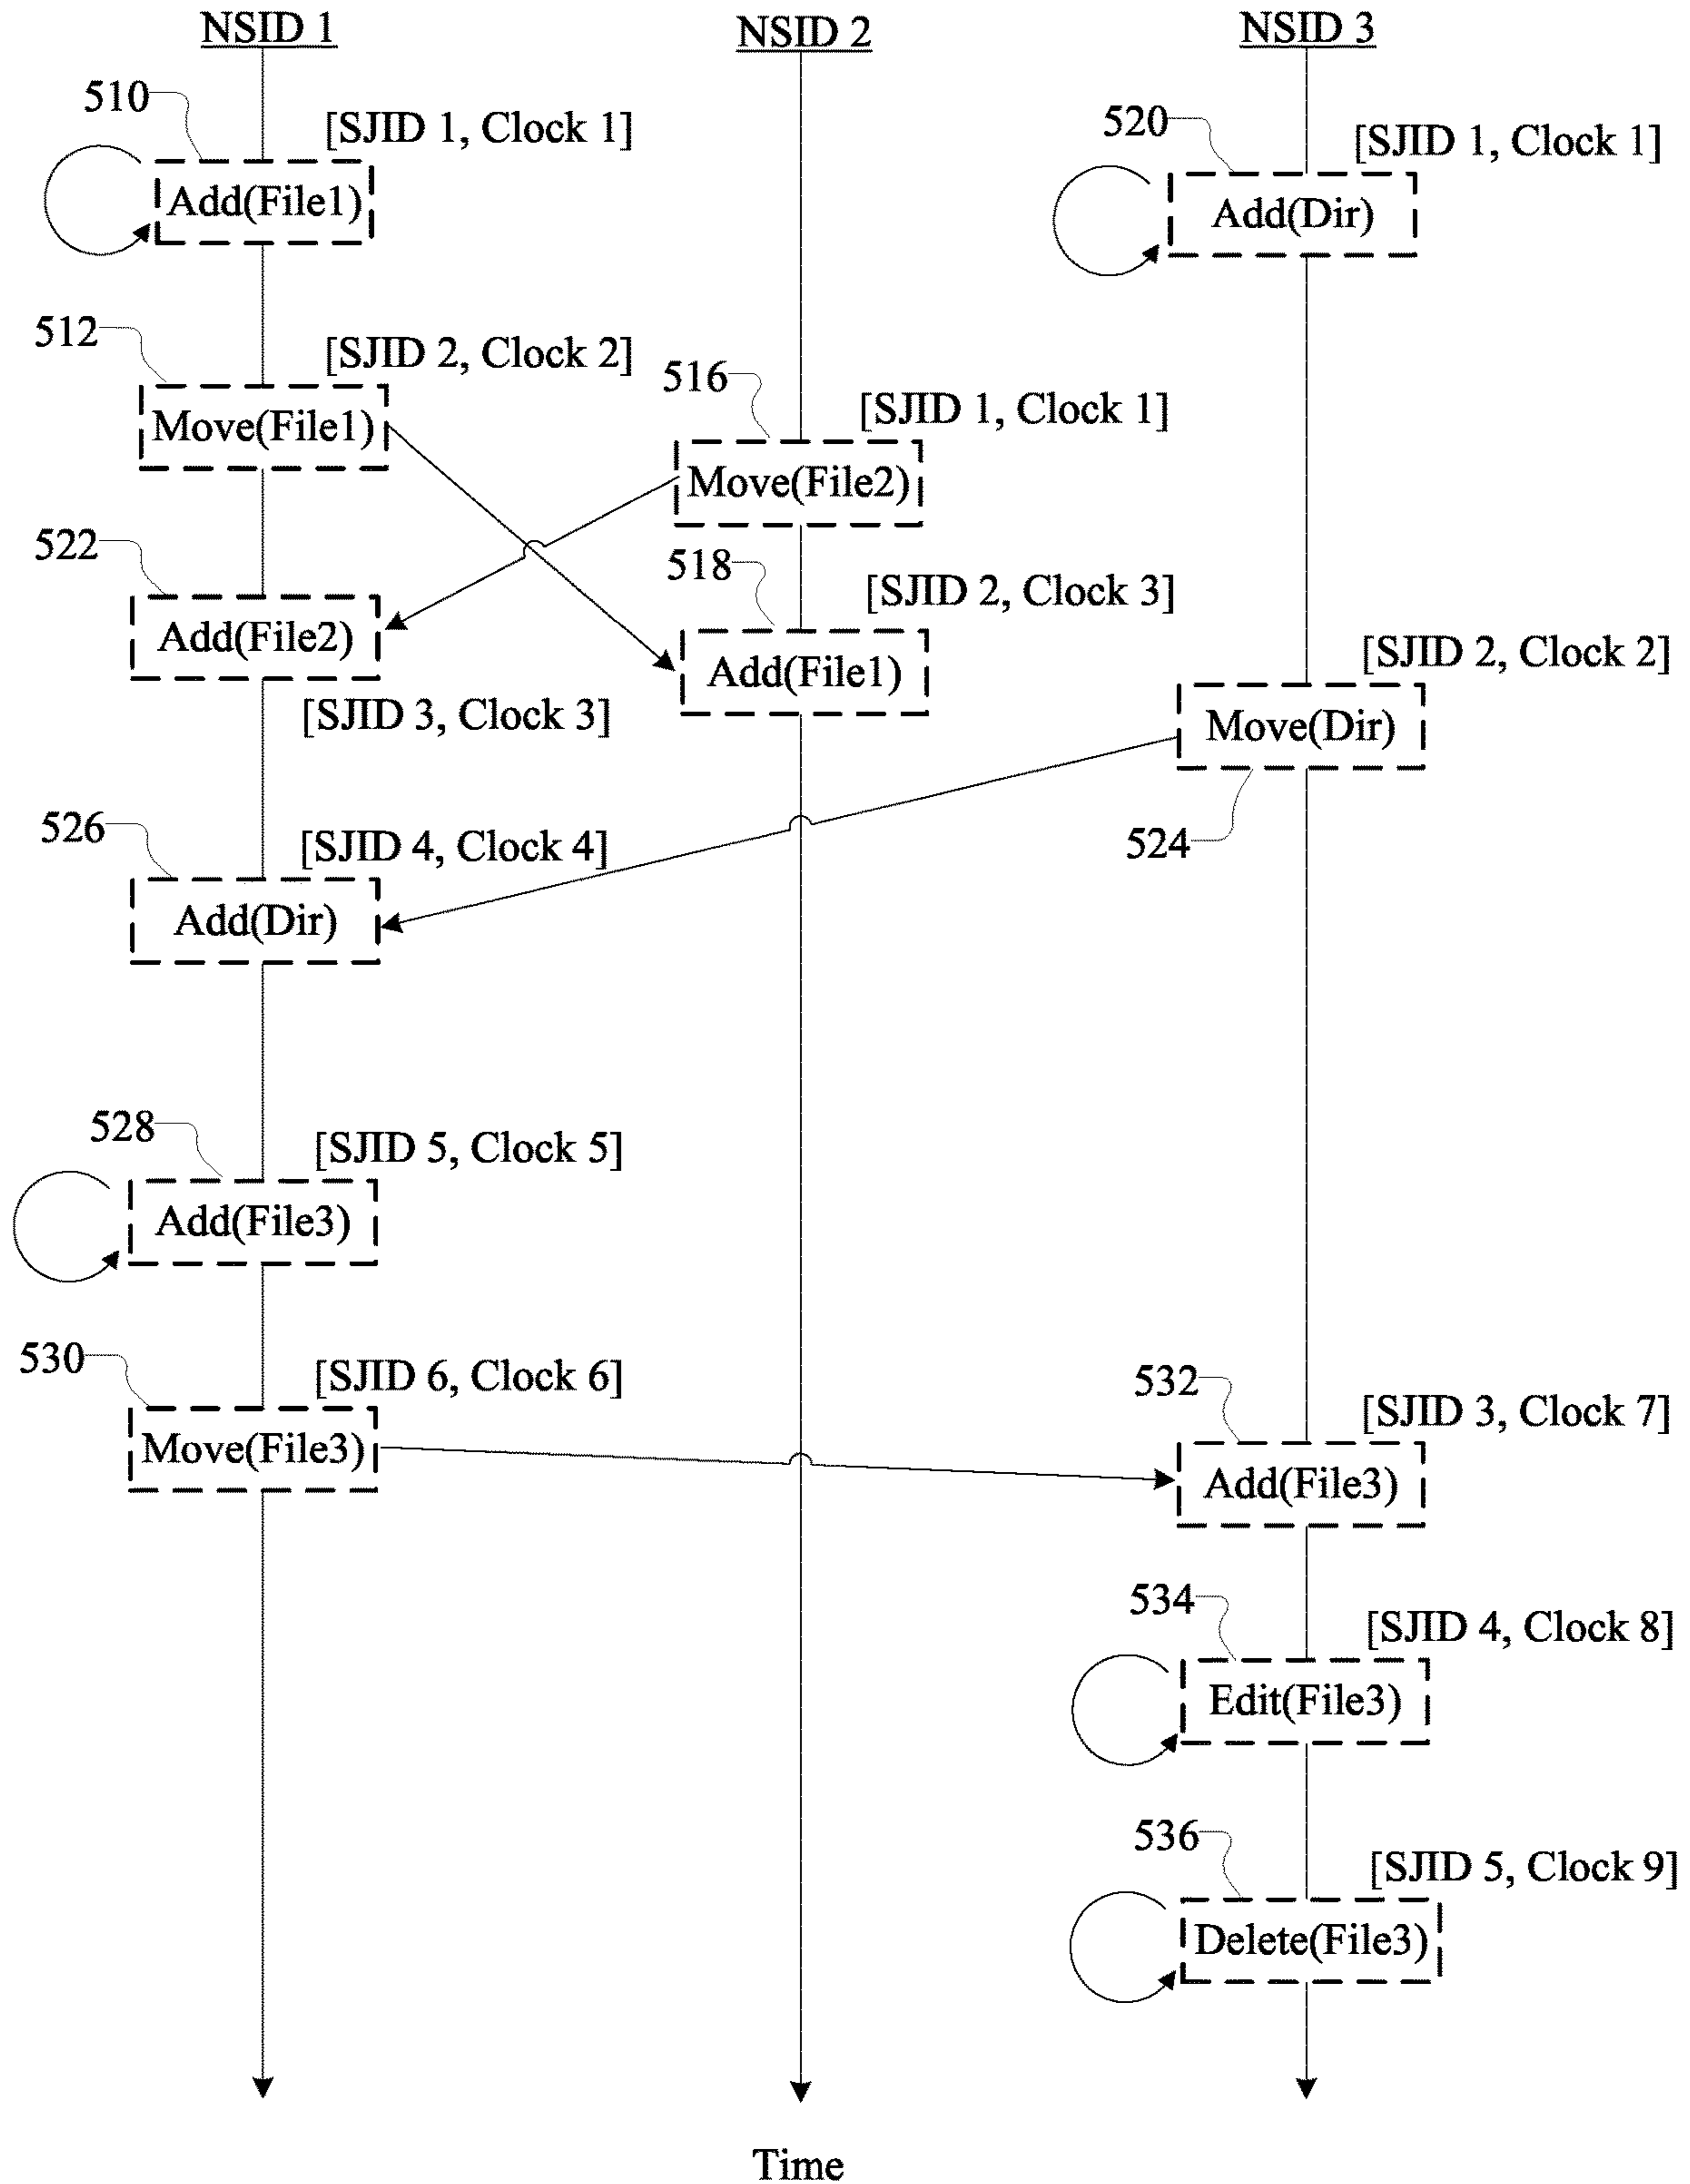 NSID 1
NSID 2
NSID 3
510
[SJID 1, Clock 1]
Add(File1)
520
[SJID 1, Clock 1]
Add(Dir)
512
[SJID 2, Clock 2]
Move(File1)
516
[SJID 1, Clock 1]
Move(File2)
522
Add(File2)
[SJID 3, Clock 3]
518
[SJID 2, Clock 3]
Add(File1)
[SJID 2, Clock 2]
Move(Dir)
524
526
[SJID 4, Clock 4]
Add(Dir)
528
[SJID 5, Clock 5]
Add(File3)
530
[SJID 6, Clock 6]
Move(File3)
532
[SJID 3, Clock 7]
Add(File3)
534
[SJID 4, Clock 8]
Edit(File3)
536
[SJID 5, Clock 9]
Delete(File3)
Time